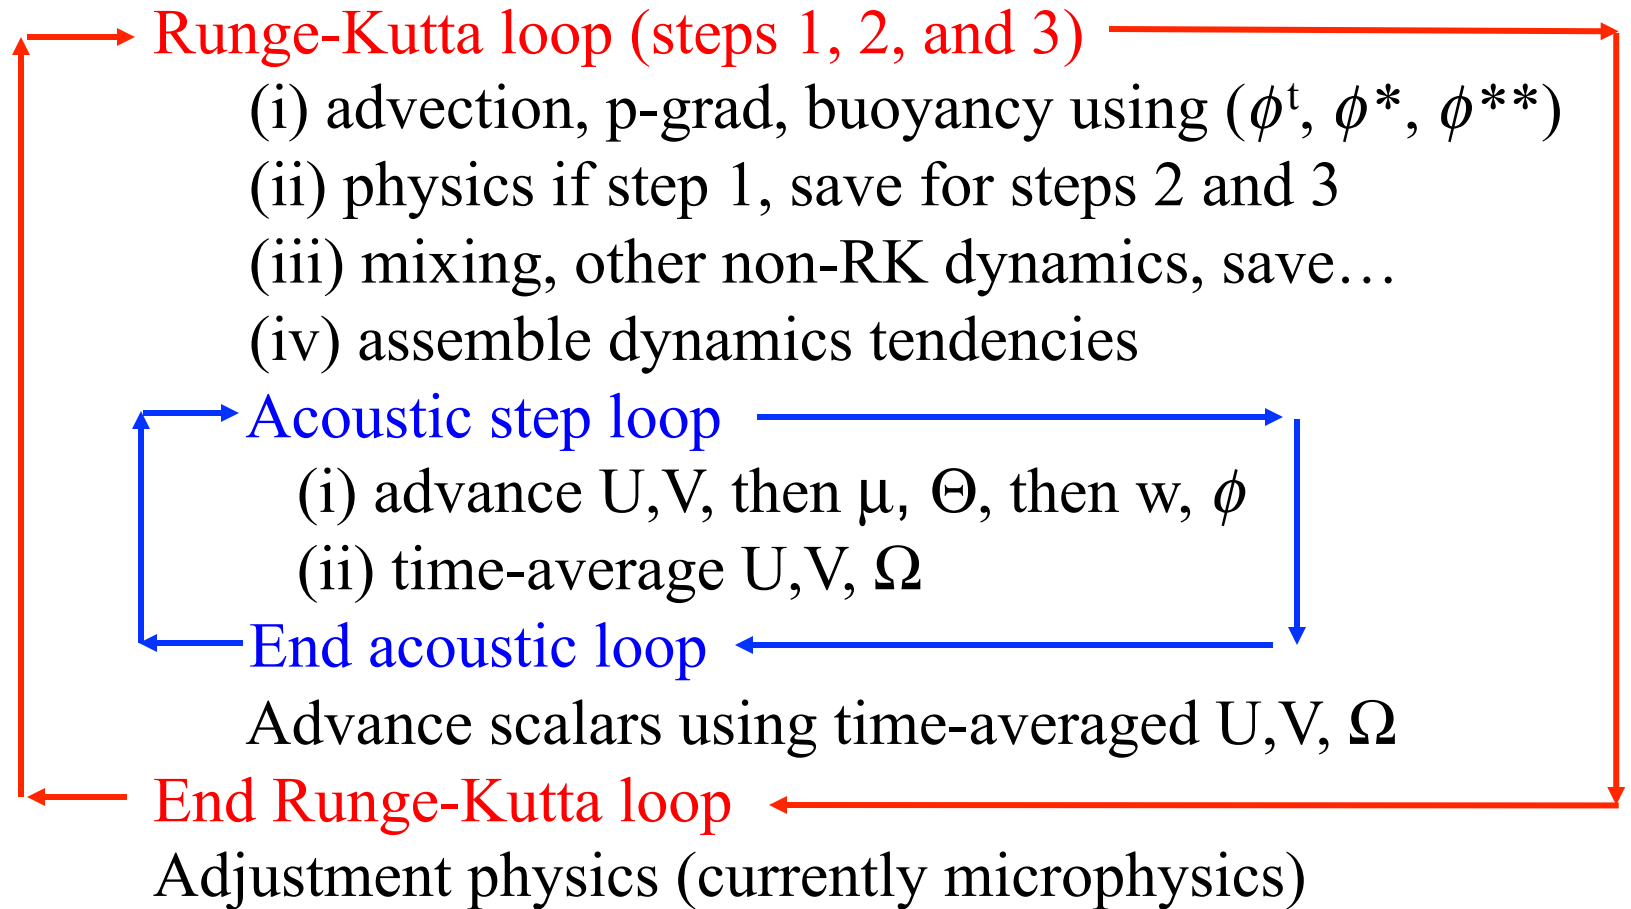 Runge-Kutta loop (steps 1, 2, and 3)
(i) advection, p-grad, buoyancy using (𝜙ᵗ, 𝜙*, 𝜙**)
(ii) physics if step 1, save for steps 2 and 3
(iii) mixing, other non-RK dynamics, save…
(iv) assemble dynamics tendencies
Acoustic step loop
(i) advance U,V, then μ, Θ, then w, 𝜙
(ii) time-average U,V, Ω
End acoustic loop
Advance scalars using time-averaged U,V, Ω
End Runge-Kutta loop
Adjustment physics (currently microphysics)